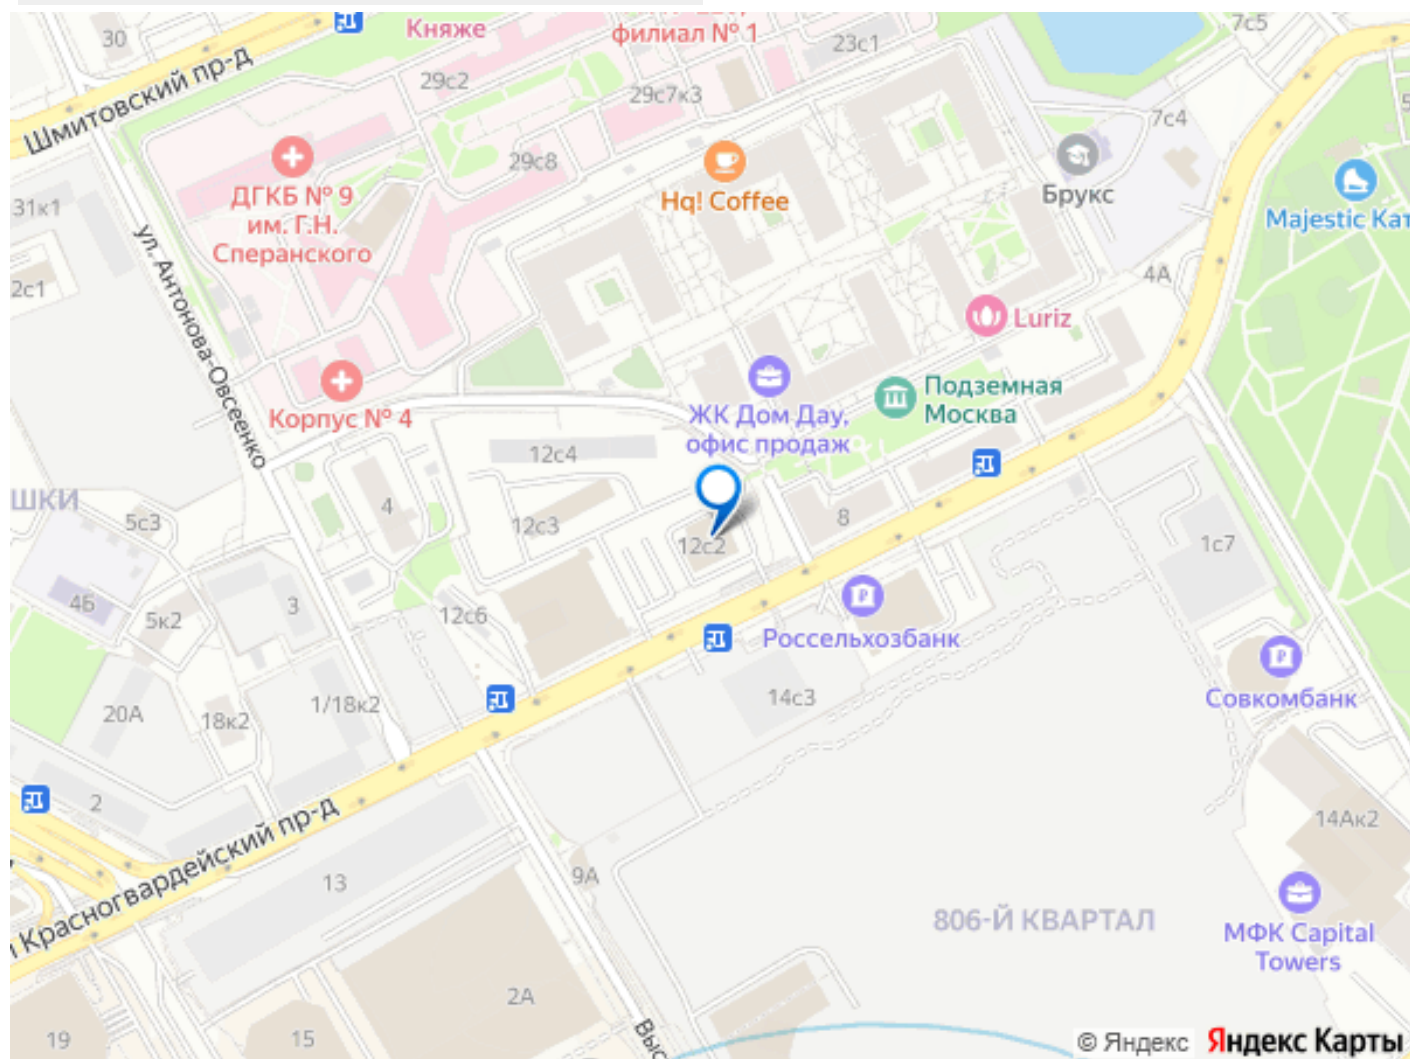 30
Княже
филиал № 1
23с1
7с5
Шмитовский пр-д
29с2
29с7к3
7с4
29с8
ДГКБ № 9
им. Г.Н.
Сперанского
Hq! Coffee
Брукс
Majestic Кат
31к1
ул. Антонова-Овсеенко
2с1
4А
Luriz
Корпус № 4
ЖК Дом Дау,
офис продаж
Подземная
Москва
12с4
ШКИ
5с3
4
12с3
12с2
8
1с7
4Б
5к2
3
12с6
Россельхозбанк
Совкомбанк
20А
18к2
1/18к2
14с3
2
14Ак2
й Красногвардейский пр-д
13
9А
806-Й КВАРТАЛ
МФК Capital
Towers
2А
19
15
Выс
© Яндекс Яндекс Карты